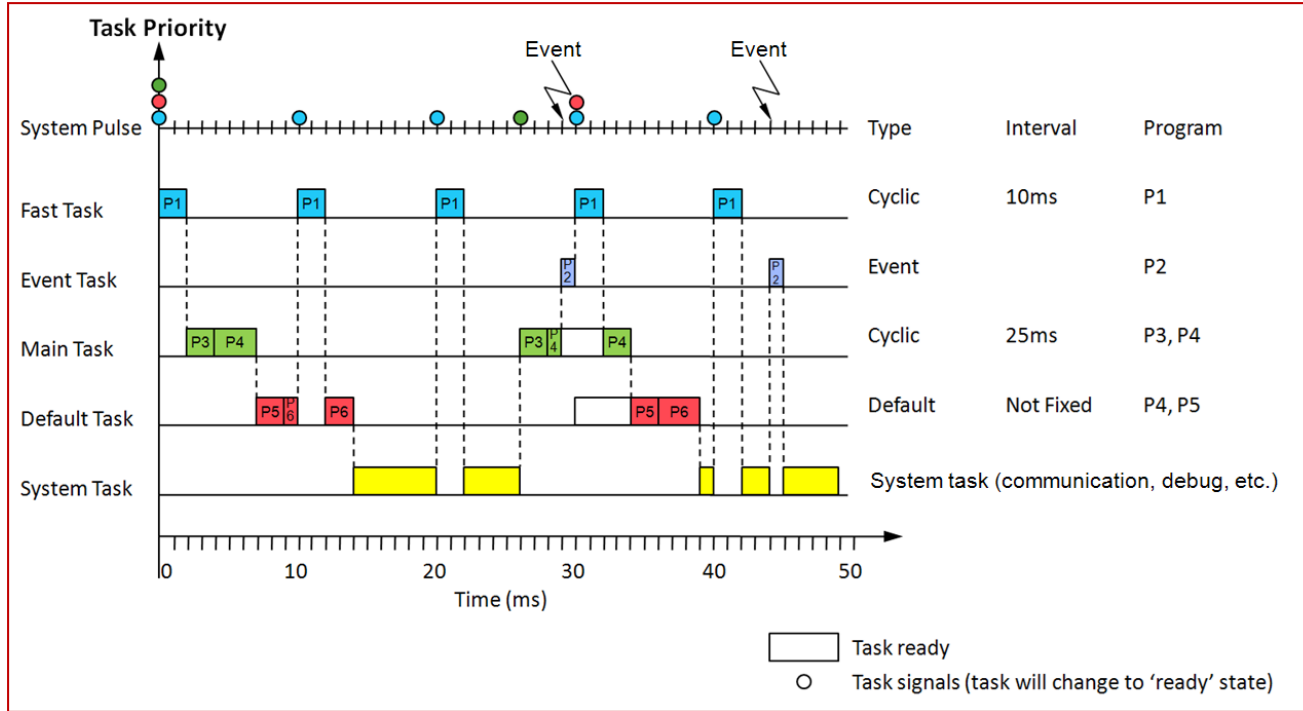 Task Priority
Event
Event
System Pulse
Type Interval Program
Fast Task
P1 P1 P1 P1 P1
Cyclic 10ms P1
Event Task
P2 P2
Event P2
Main Task
P3 P4 P3 P4 P4
Cyclic 25ms P3, P4
Default Task
P5 P6 P6 P5 P6
Default Not Fixed P4, P5
System Task
System task (communication, debug, etc.)
0 10 20 30 40 50
Time (ms)
Task ready
Task signals (task will change to ‘ready’ state)